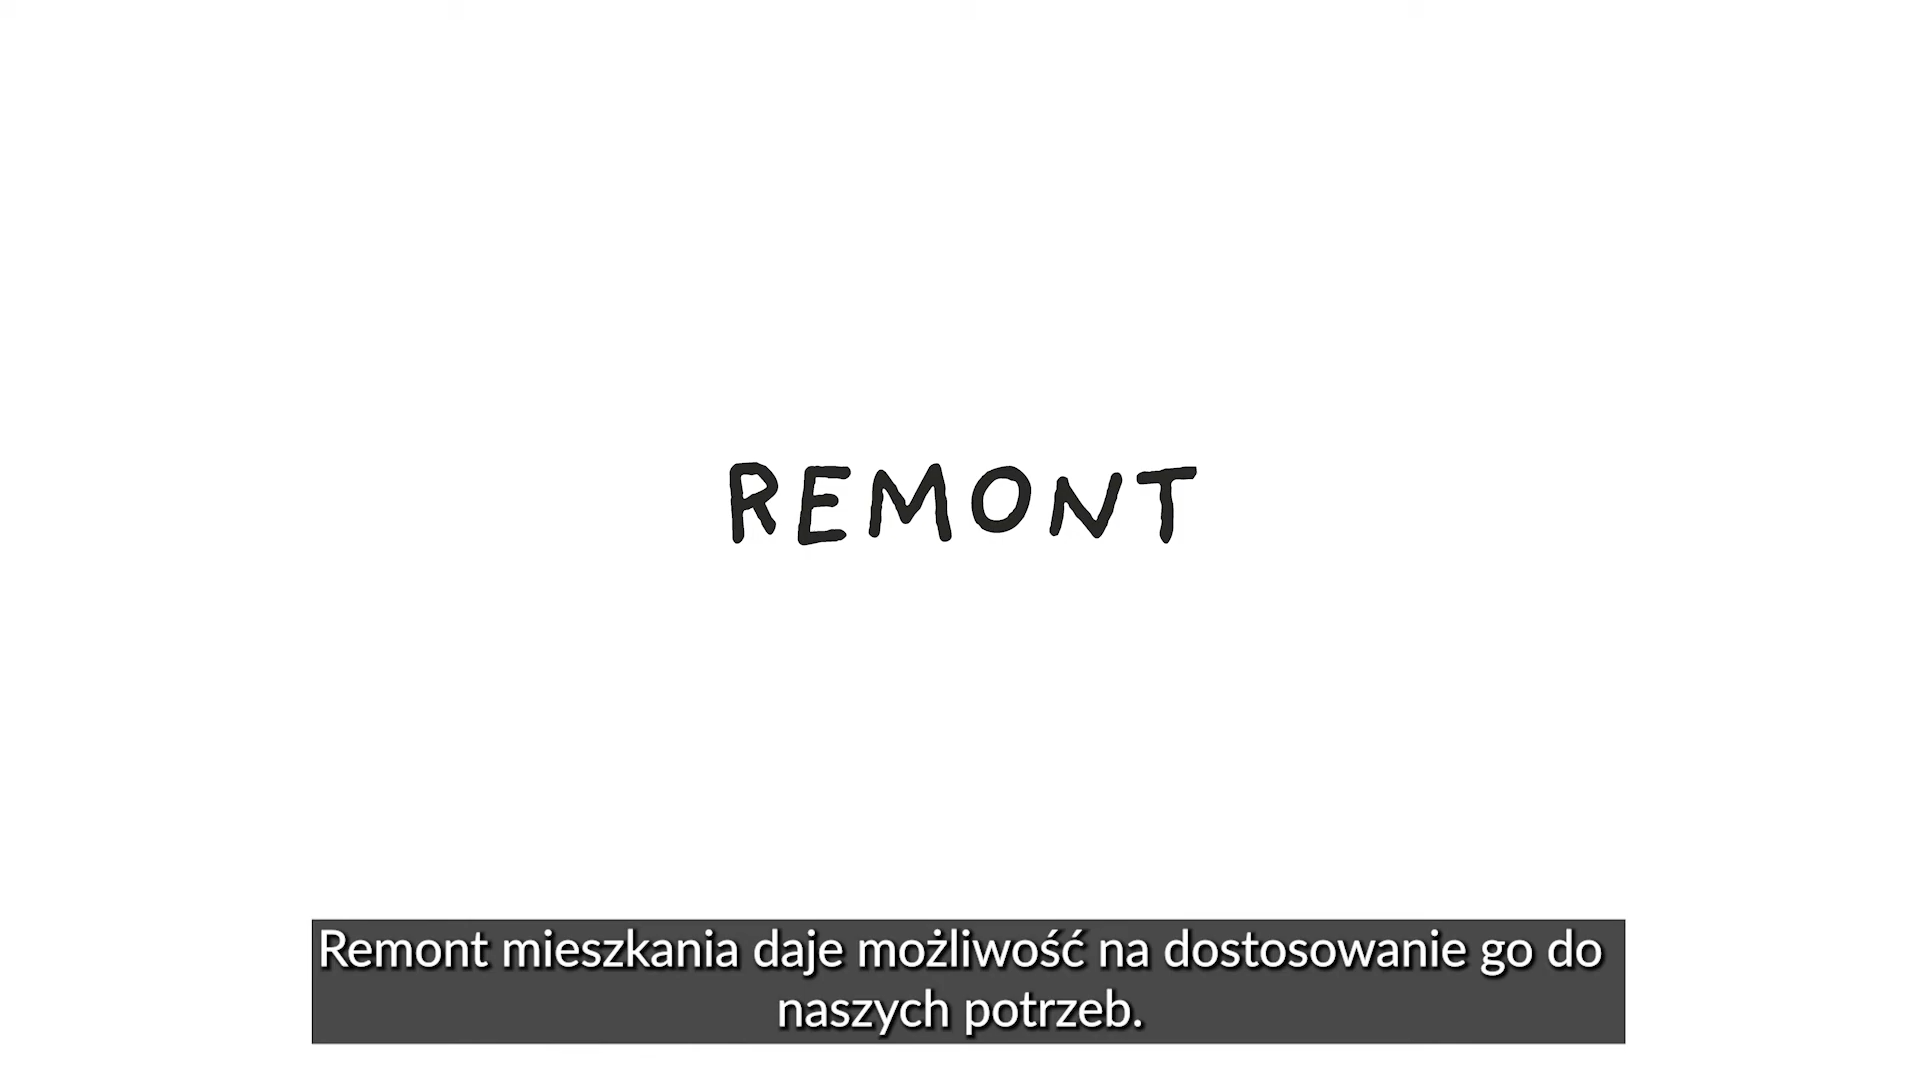 REMONT
Remont mieszkania daje możliwość na dostosowanie go do
naszych potrzeb.